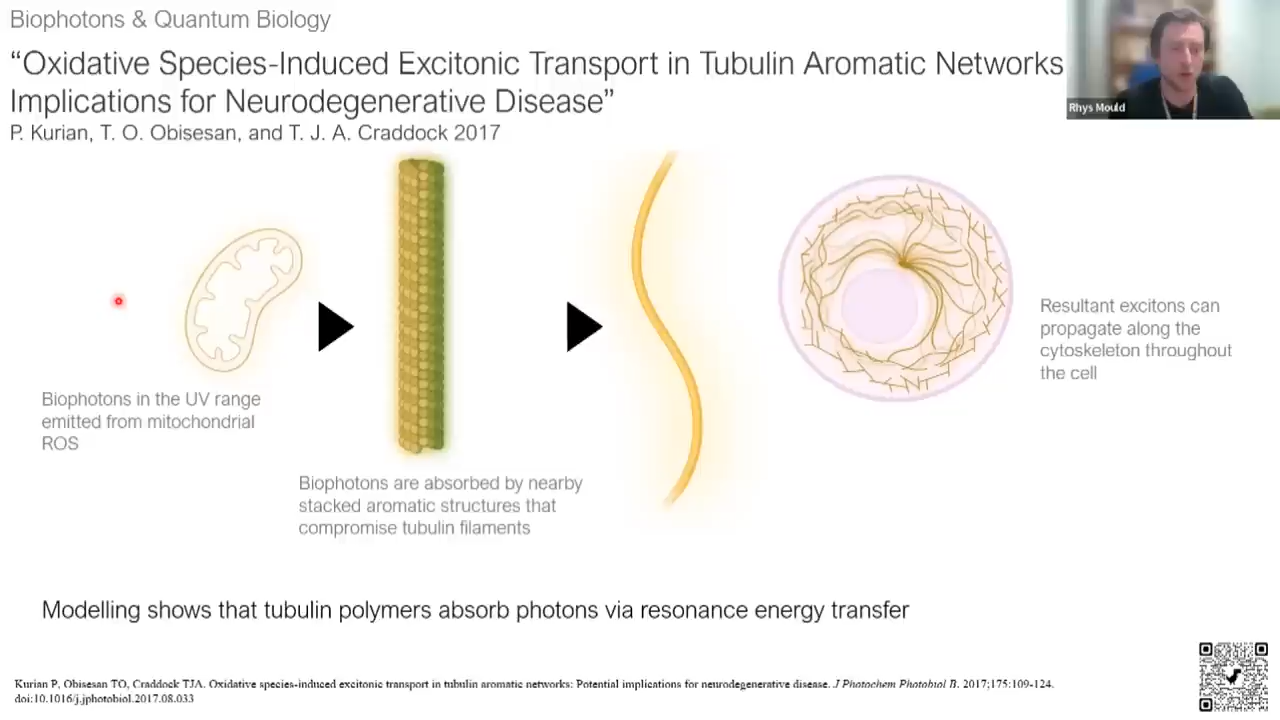 Biophotons & Quantum Biology
“Oxidative Species-Induced Excitonic Transport in Tubulin Aromatic Networks
Implications for Neurodegenerative Disease”
P. Kurian, T. O. Obisesan, and T. J. A. Craddock 2017
Rhys Mould
Biophotons in the UV range
emitted from mitochondrial
ROS
Biophotons are absorbed by nearby
stacked aromatic structures that
compromise tubulin filaments
Resultant excitons can
propagate along the
cytoskeleton throughout
the cell
Modelling shows that tubulin polymers absorb photons via resonance energy transfer
Kurian P, Obisesan TO, Craddock TJA. Oxidative species-induced excitonic transport in tubulin aromatic networks: Potential implications for neurodegenerative disease. J Photochem Photobiol B. 2017;175:109-124.
doi:10.1016/j.jphotobiol.2017.08.033